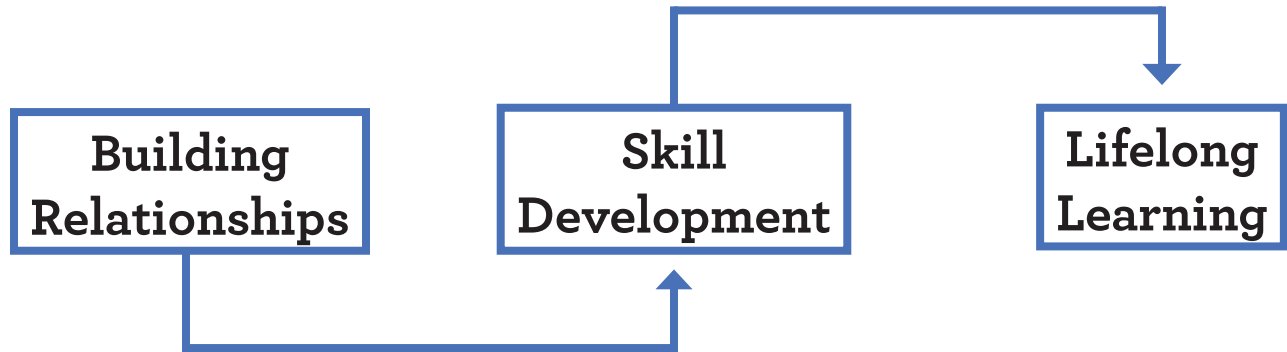 Building
Relationships
Skill
Development
Lifelong
Learning